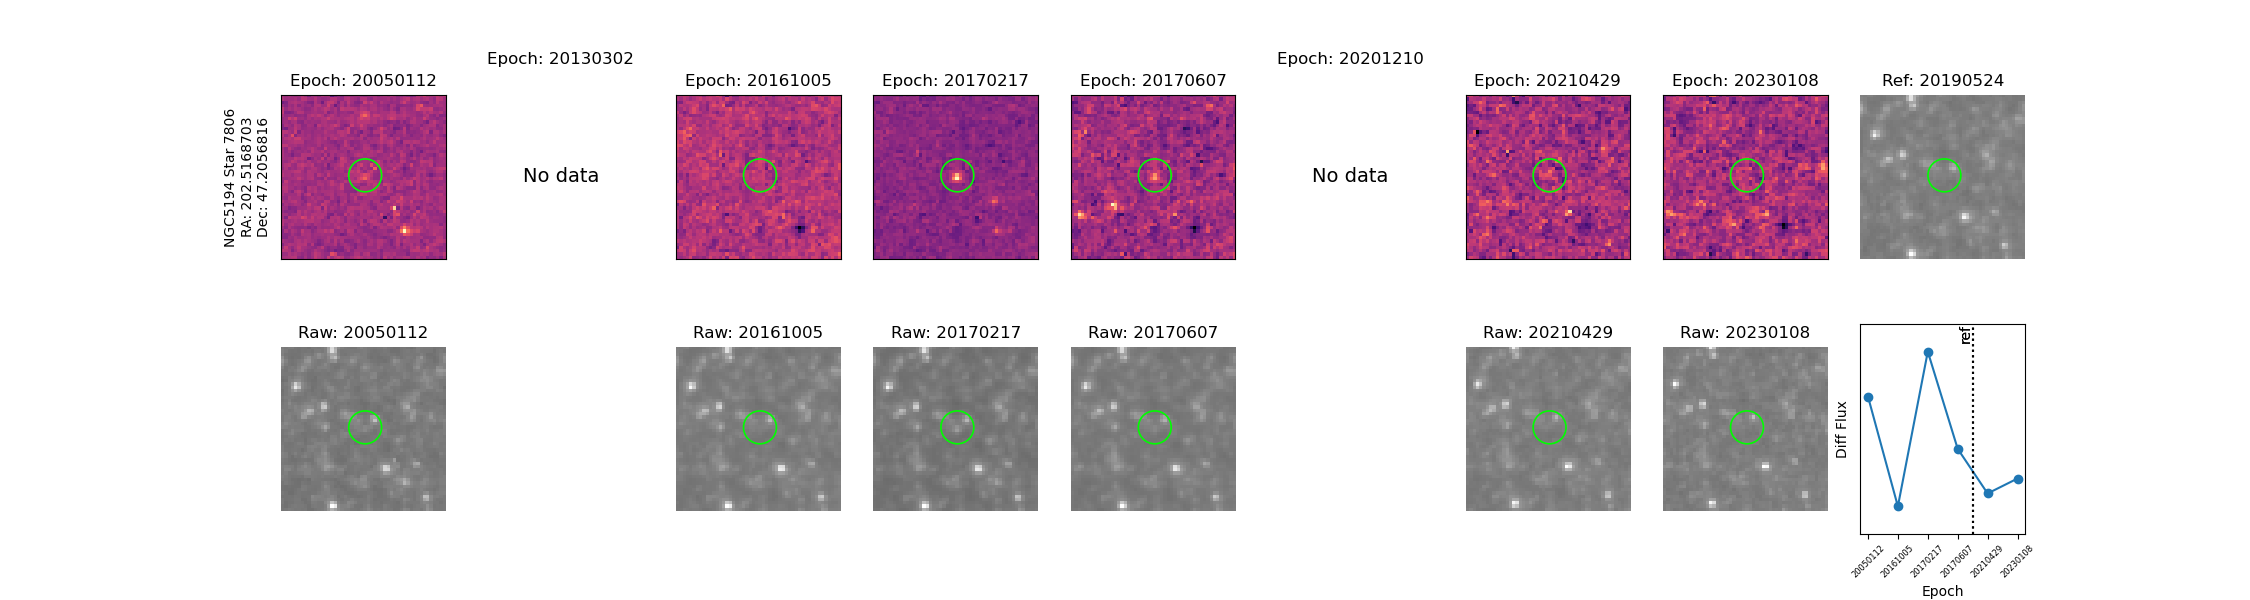 NGC5194 Star 7806
RA: 202.5168703
Dec: 47.2056816
Epoch: 20050112
Epoch: 20130302
No data
Epoch: 20161005
Epoch: 20170217
Epoch: 20170607
Epoch: 20201210
No data
Epoch: 20210429
Epoch: 20230108
Ref: 20190524
Raw: 20050112
Raw: 20161005
Raw: 20170217
Raw: 20170607
Raw: 20210429
Raw: 20230108
Diff Flux
ref
20050112
20161005
20170217
20170607
20210429
20230108
Epoch